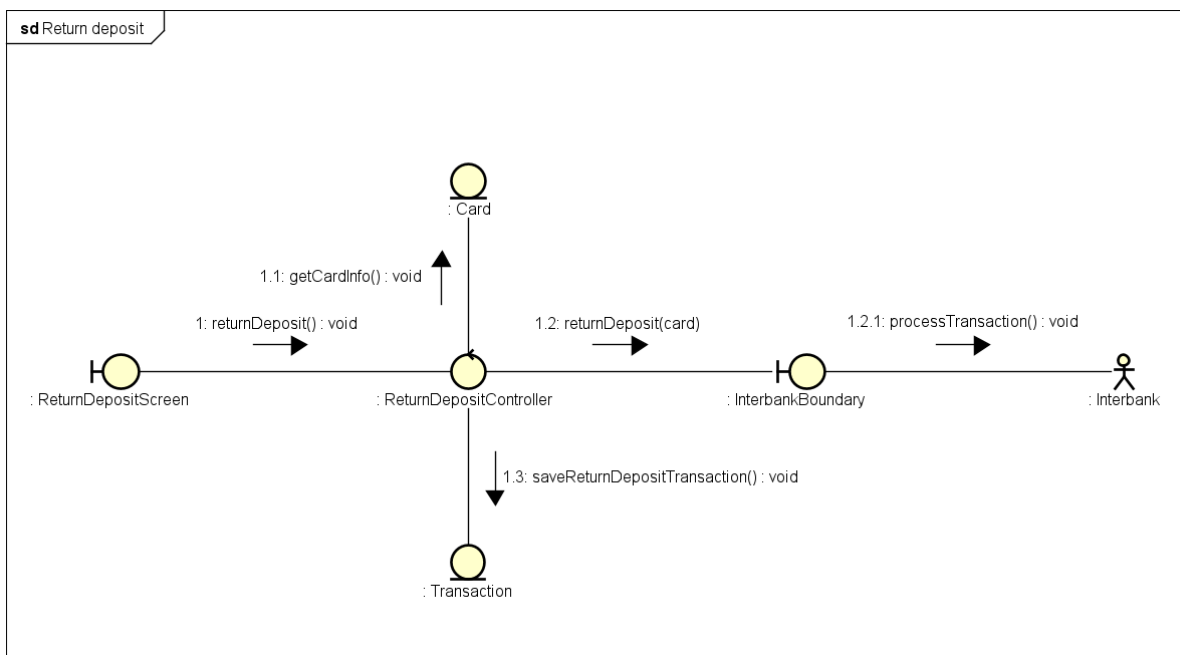 sd Return deposit
: Card
1.1: getCardInfo() : void
1: returnDeposit() : void
1.2: returnDeposit(card)
1.2.1: processTransaction() : void
: ReturnDepositScreen
: ReturnDepositController
: InterbankBoundary
: Interbank
1.3: saveReturnDepositTransaction() : void
: Transaction